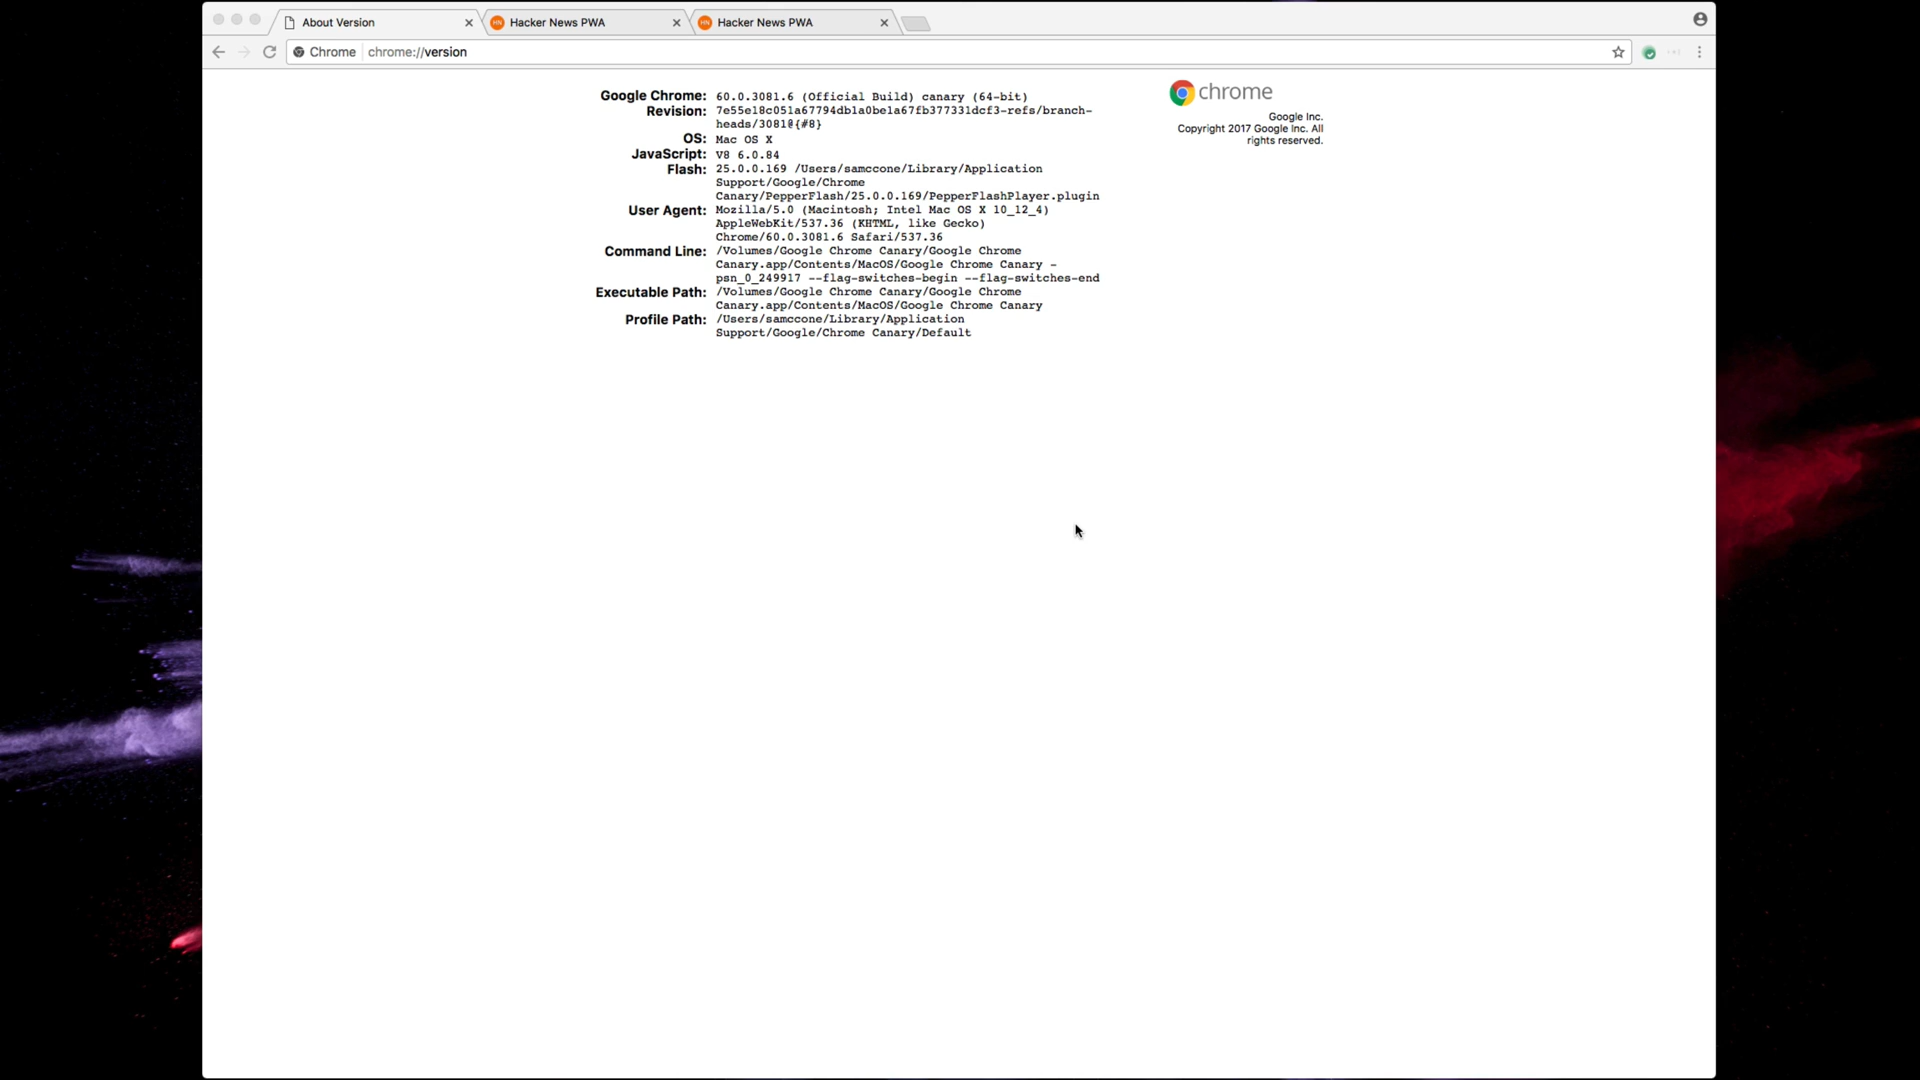 About Version
Hacker News PWA
Hacker News PWA
Chrome chrome://version
Google Chrome: 60.0.3081.6 (Official Build) canary (64-bit)
Revision: 7e55e18c051a67794db1a0be1a67fb377331dcf3-refs/branch-
heads/3081@{#8}
OS: Mac OS X
JavaScript: V8 6.0.84
Flash: 25.0.0.169 /Users/samccone/Library/Application
Support/Google/Chrome
Canary/PepperFlash/25.0.0.169/PepperFlashPlayer.plugin
User Agent: Mozilla/5.0 (Macintosh; Intel Mac OS X 10_12_4)
AppleWebKit/537.36 (KHTML, like Gecko)
Chrome/60.0.3081.6 Safari/537.36
Command Line: /Volumes/Google Chrome Canary/Google Chrome
Canary.app/Contents/MacOS/Google Chrome Canary -
psn_0_249917 --flag-switches-begin --flag-switches-end
Executable Path: /Volumes/Google Chrome Canary/Google Chrome
Canary.app/Contents/MacOS/Google Chrome Canary
Profile Path: /Users/samccone/Library/Application
Support/Google/Chrome Canary/Default
chrome
Google Inc.
Copyright 2017 Google Inc. All
rights reserved.